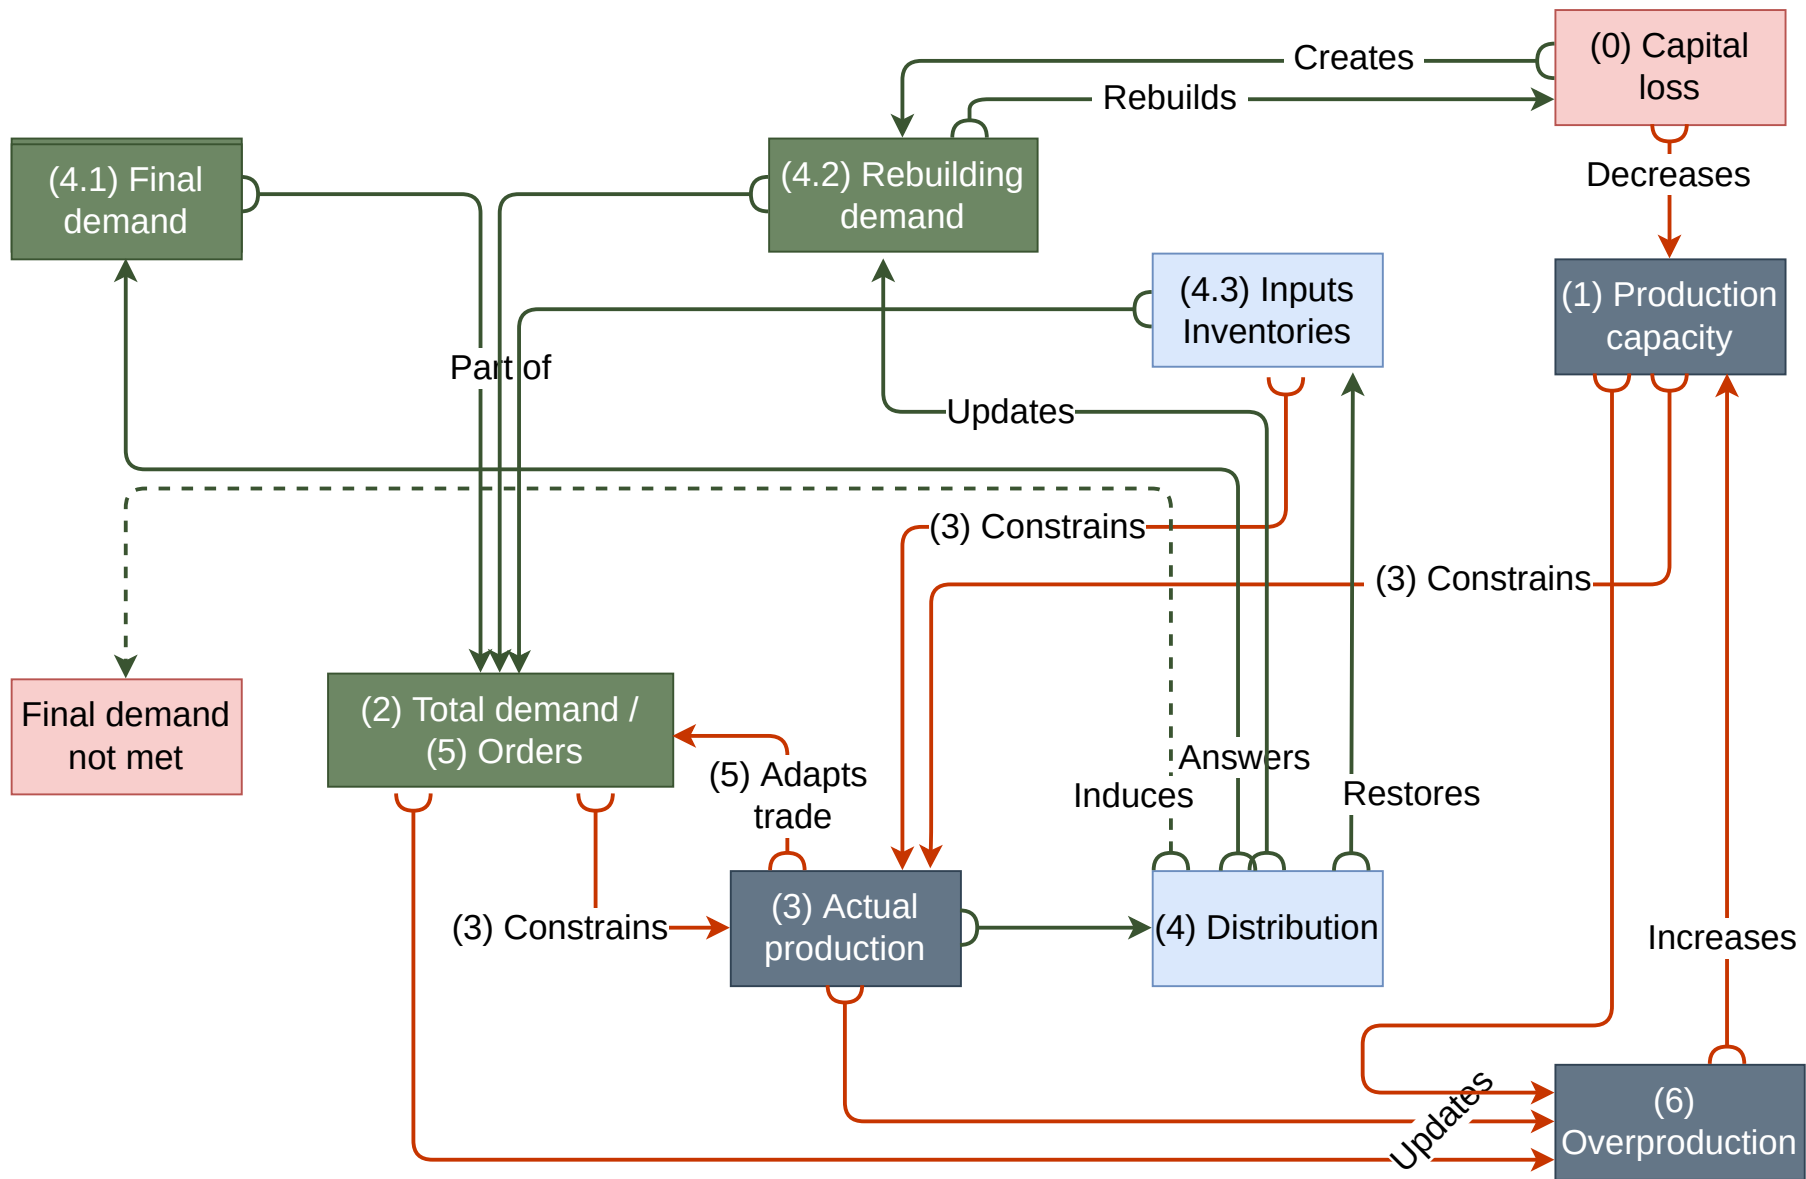 (0) Capital
loss
Creates
Rebuilds
Decreases
(4.1) Final
demand
(4.2) Rebuilding
demand
(4.3) Inputs
Inventories
(1) Production
capacity
Part of
Updates
(3) Constrains
(3) Constrains
Final demand
not met
(2) Total demand /
(5) Orders
(5) Adapts
trade
Answers
Induces
Restores
(3) Constrains
(3) Actual
production
(4) Distribution
Increases
Updates
(6)
Overproduction